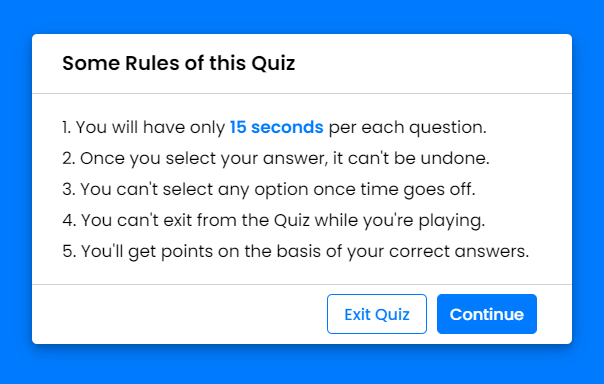 Some Rules of this Quiz
1. You will have only 15 seconds per each question.
2. Once you select your answer, it can't be undone.
3. You can't select any option once time goes off.
4. You can't exit from the Quiz while you're playing.
5. You'll get points on the basis of your correct answers.
Exit Quiz
Continue